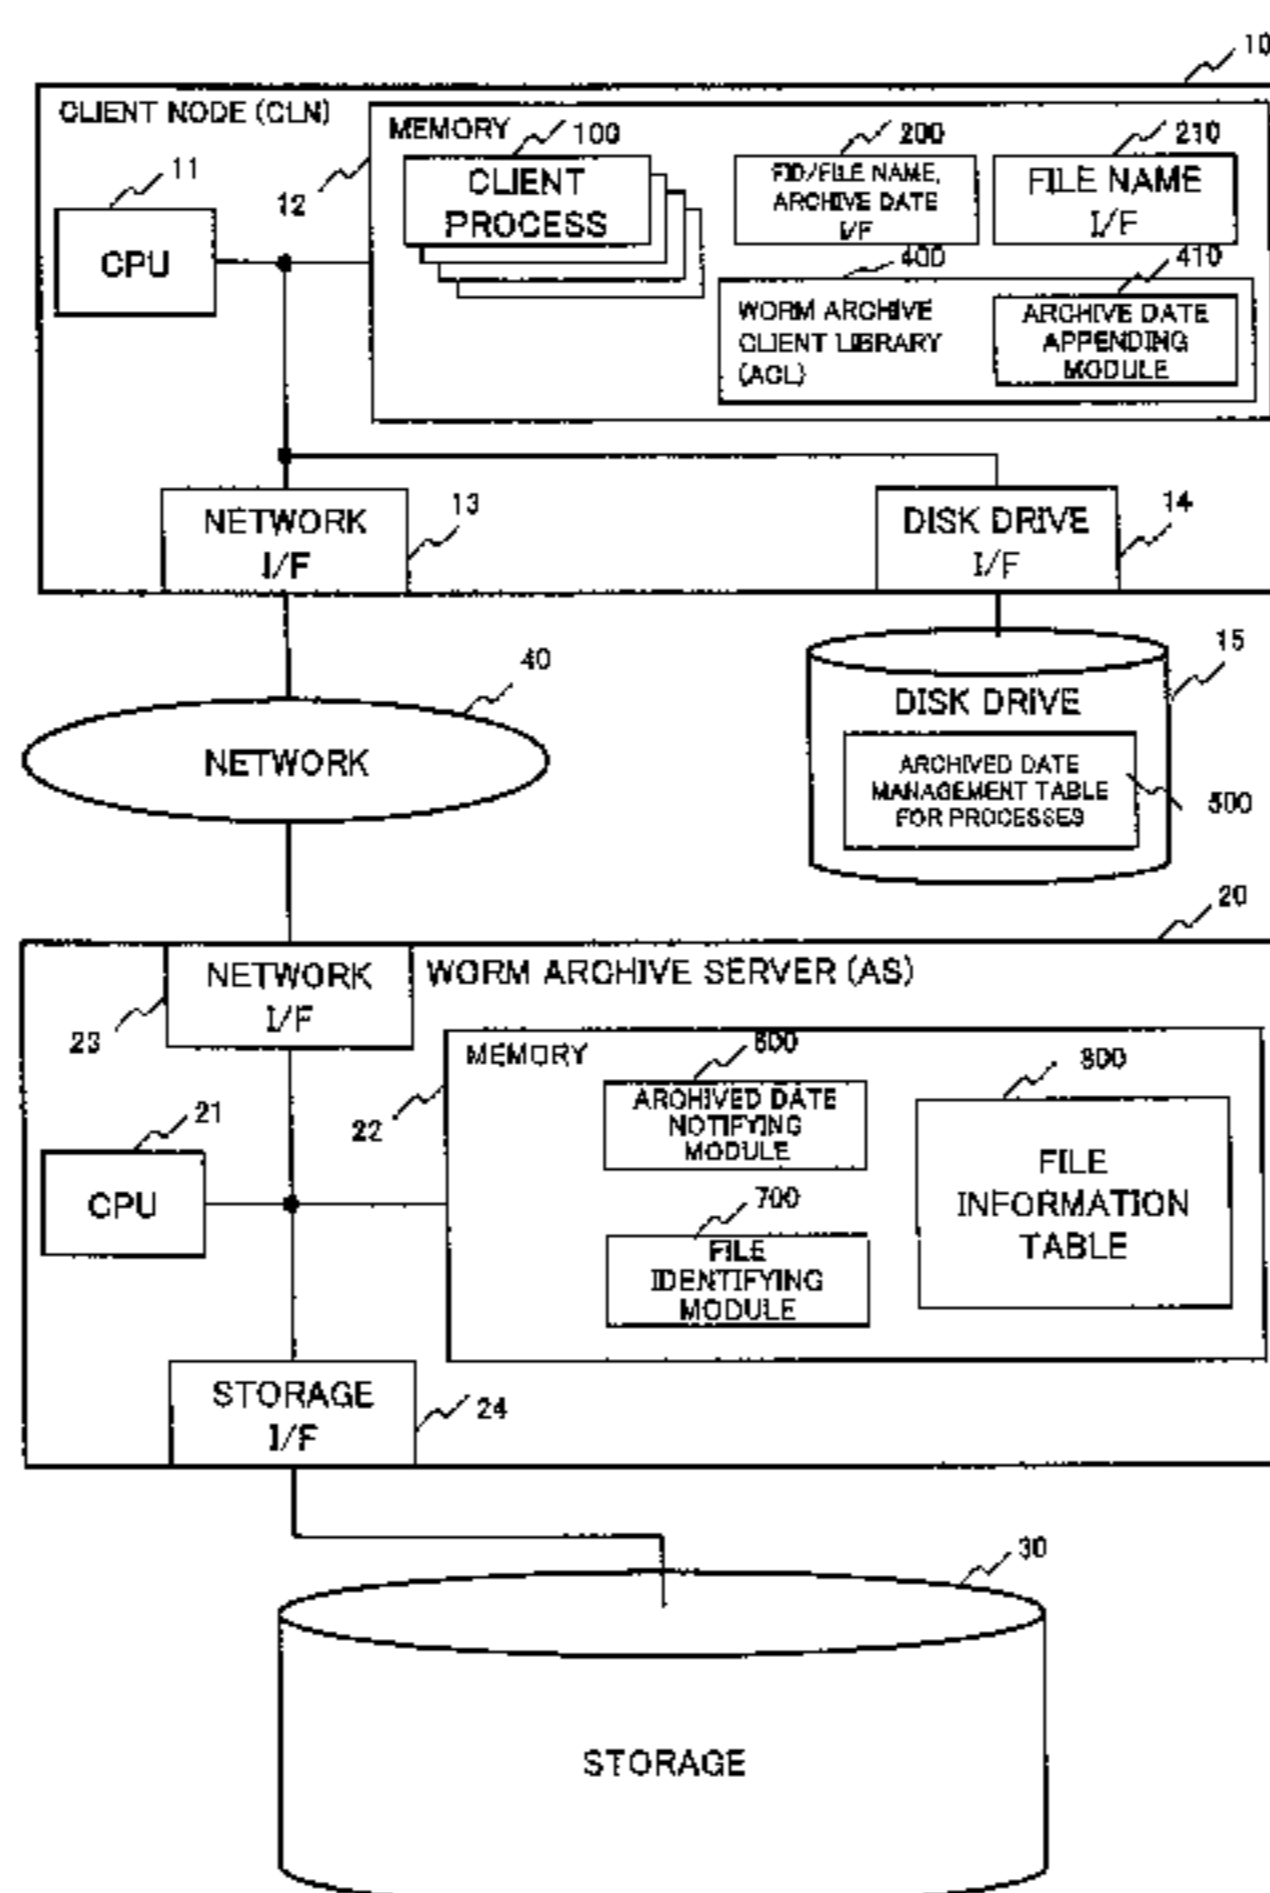 10
CLIENT NODE (CLN)
MEMORY
100
200
210
11
12
CLIENT
PROCESS
FID/FILE NAME,
ARCHIVE DATE
I/F
FILE NAME
I/F
CPU
400
410
WORM ARCHIVE
CLIENT LIBRARY
(ACL)
ARCHIVE DATE
APPENDING
MODULE
NETWORK
I/F
13
DISK DRIVE
I/F
14
40
15
NETWORK
DISK DRIVE
ARCHIVED DATE
MANAGEMENT TABLE
FOR PROCESSES
500
20
NETWORK
I/F
WORM ARCHIVE SERVER (AS)
23
MEMORY
600
800
21
22
ARCHIVED DATE
NOTIFYING
MODULE
CPU
700
FILE
IDENTIFYING
MODULE
FILE
INFORMATION
TABLE
STORAGE
I/F
24
30
STORAGE